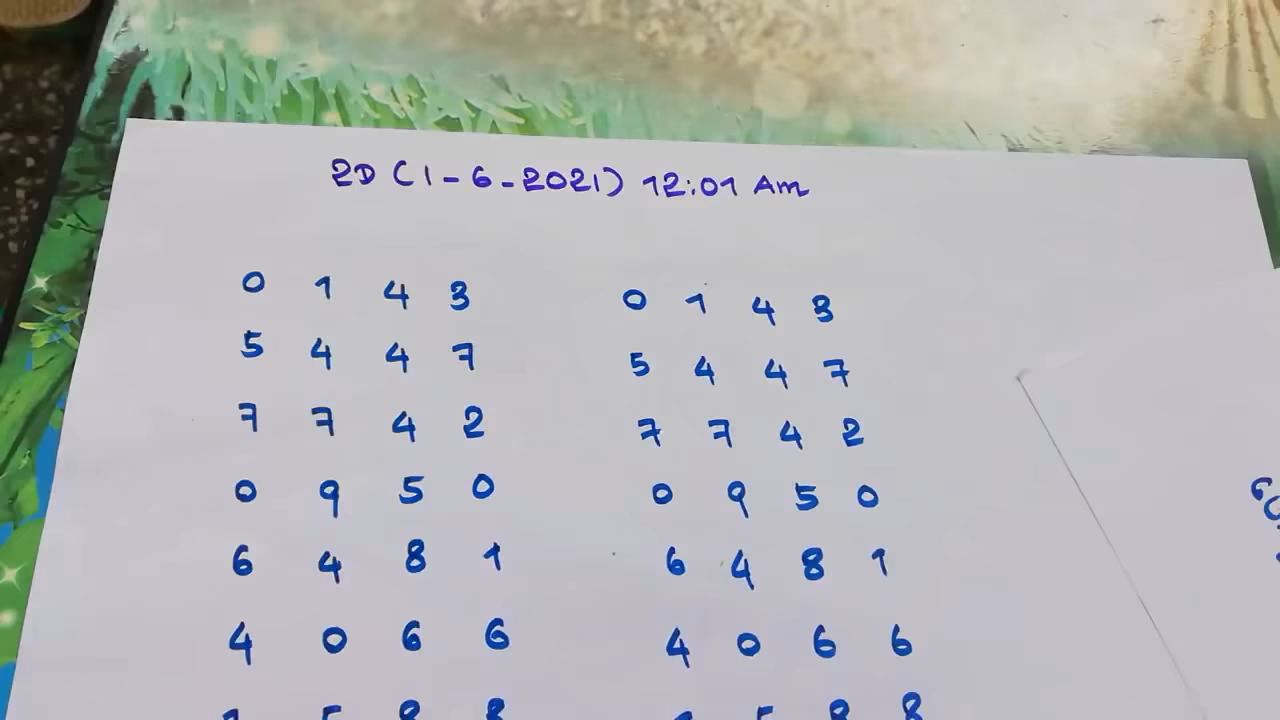 2D (1-6-2021) 12:01 Am
0 1 4 3 0 1 4 3
5 4 4 7 5 4 4 7
7 7 4 2 7 7 4 2
0 9 5 0 0 9 5 0
6 4 8 1 6 4 8 1
4 0 6 6 4 0 6 6